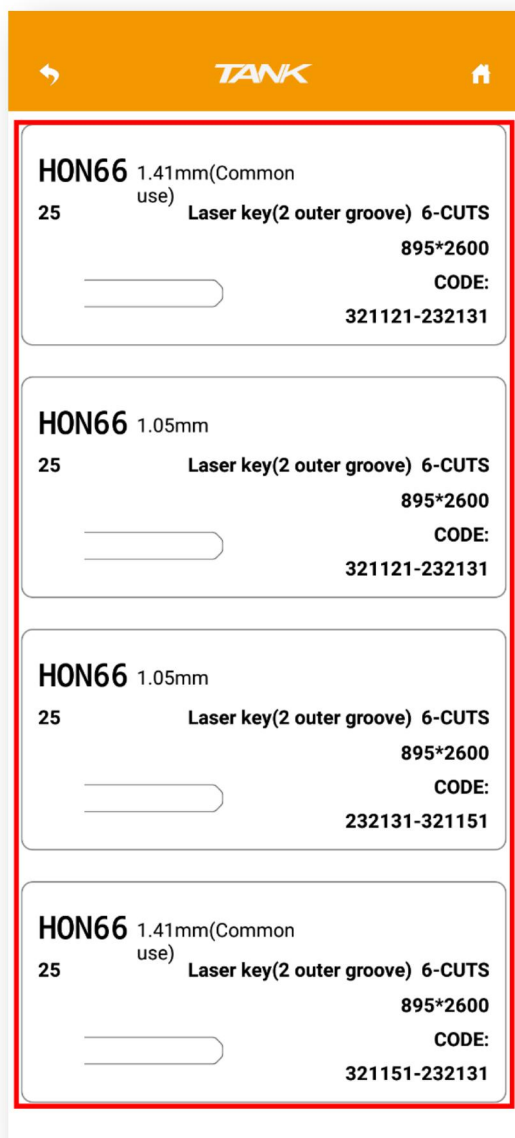 TANK
HON66 1.41mm(Common
use)
25 Laser key(2 outer groove) 6-CUTS
895*2600
CODE:
321121-232131
HON66 1.05mm
25 Laser key(2 outer groove) 6-CUTS
895*2600
CODE:
321121-232131
HON66 1.05mm
25 Laser key(2 outer groove) 6-CUTS
895*2600
CODE:
232131-321151
HON66 1.41mm(Common
use)
25 Laser key(2 outer groove) 6-CUTS
895*2600
CODE:
321151-232131